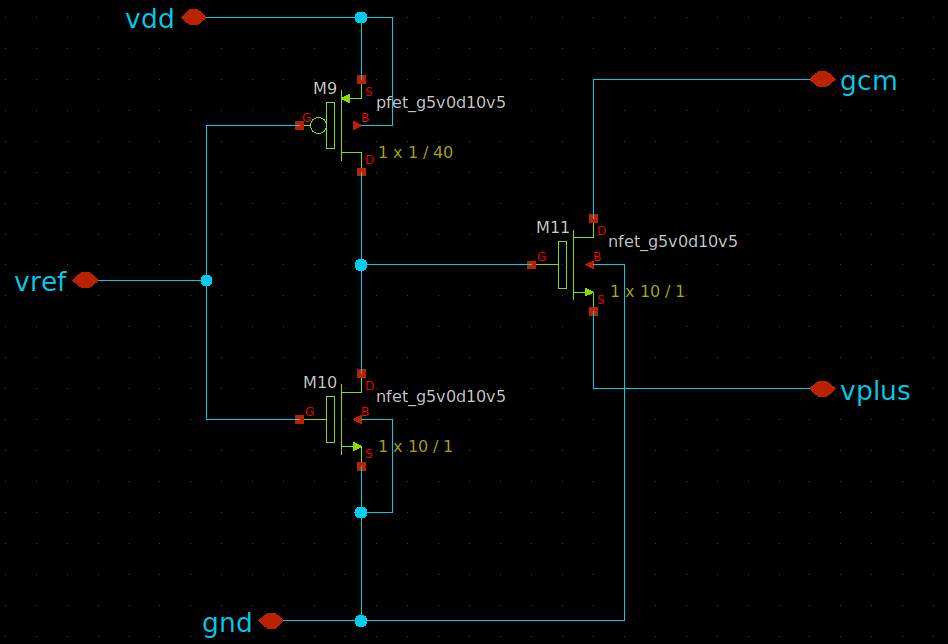 vdd
M9
S
pfet_g5v0d10v5
G
B
D
1 x 1 / 40
gcm
M11
D
nfet_g5v0d10v5
G
B
S
1 x 10 / 1
vref
M10
D
nfet_g5v0d10v5
G
B
S
1 x 10 / 1
vplus
gnd